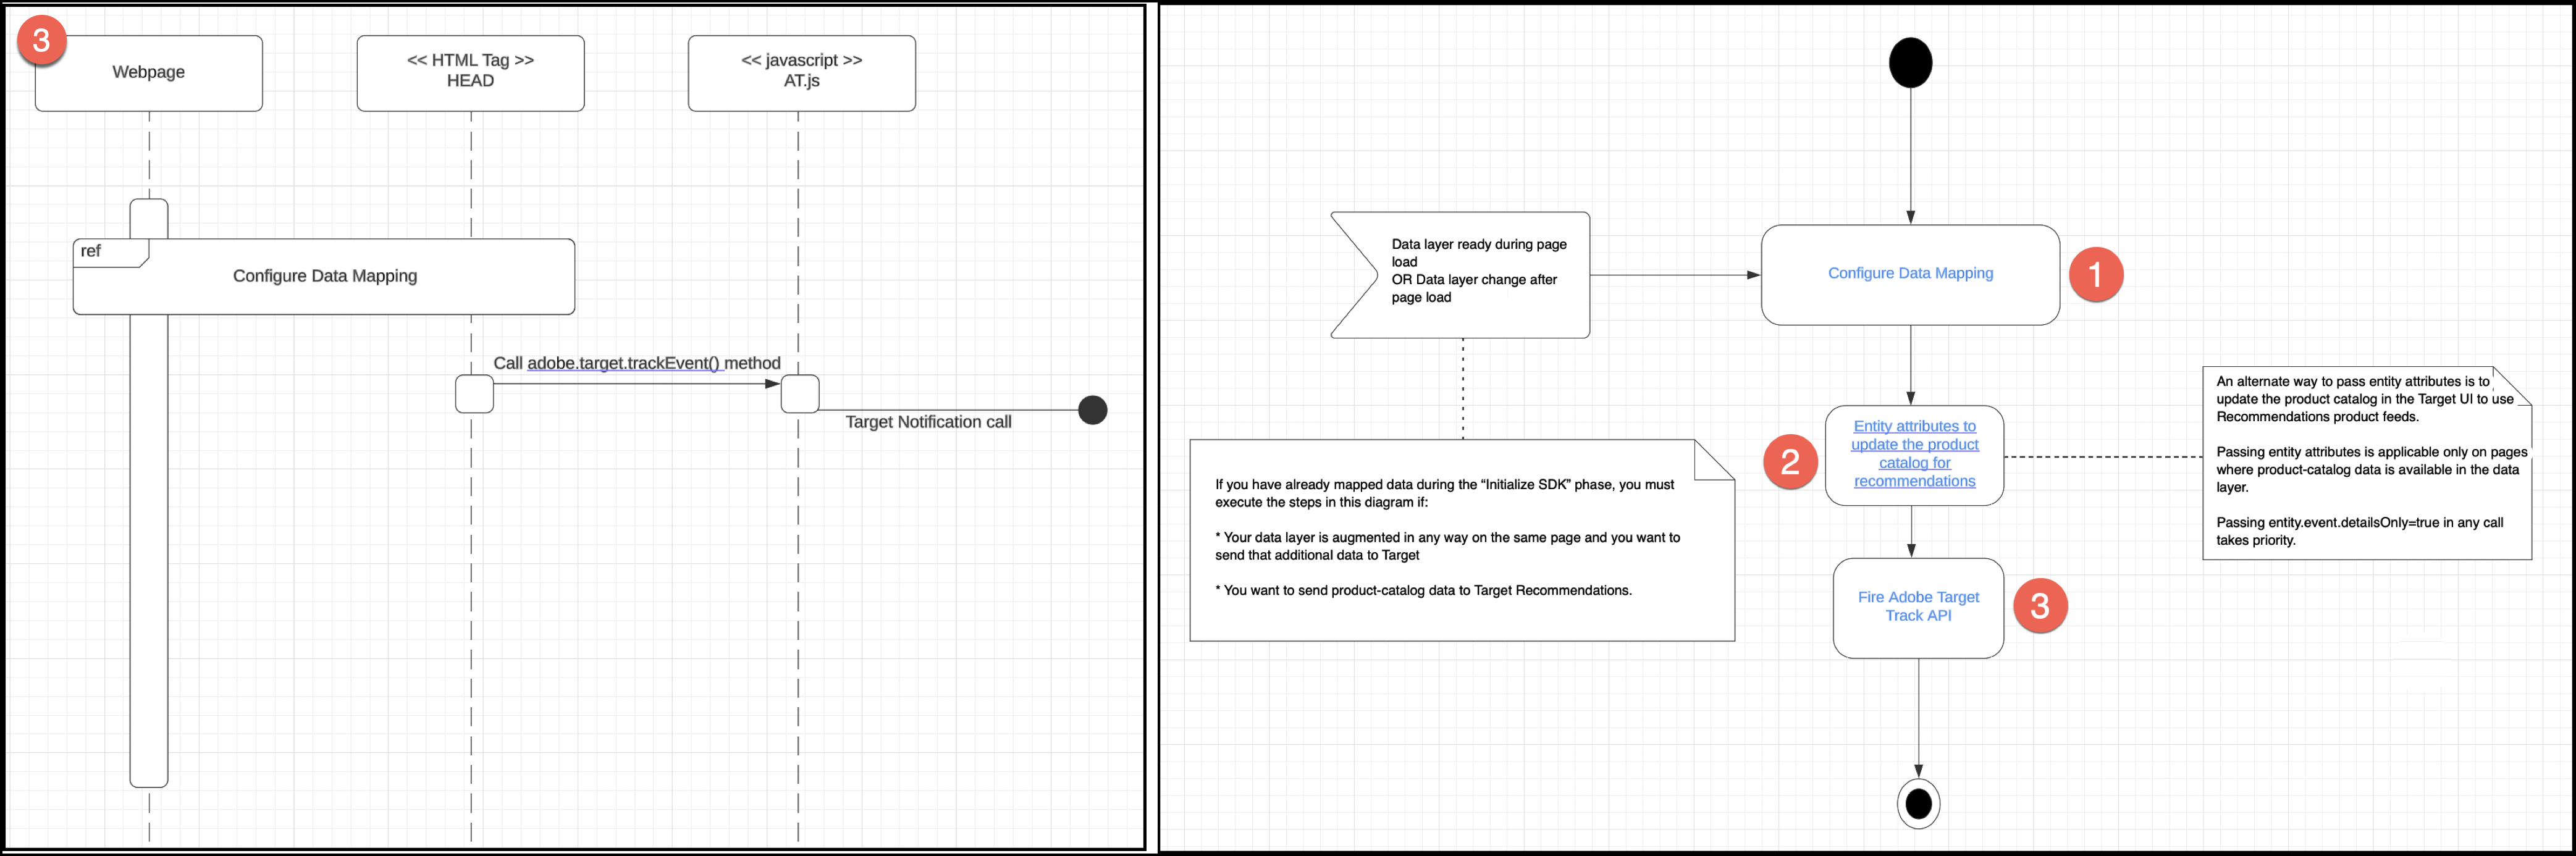 3
Webpage
<< HTML Tag >>
HEAD
<< javascript >>
AT.js
ref
Configure Data Mapping
Call adobe.target.trackEvent() method
Target Notification call
Data layer ready during page
load
OR Data layer change after
page load
Configure Data Mapping
1
If you have already mapped data during the “Initialize SDK” phase, you must
execute the steps in this diagram if:
* Your data layer is augmented in any way on the same page and you want to
send that additional data to Target
* You want to send product-catalog data to Target Recommendations.
2
Entity attributes to
update the product
catalog for
recommendations
An alternate way to pass entity attributes is to
update the product catalog in the Target UI to use
Recommendations product feeds.
Passing entity attributes is applicable only on pages
where product-catalog data is available in the data
layer.
Passing entity.event.detailsOnly=true in any call
takes priority.
Fire Adobe Target
Track API
3